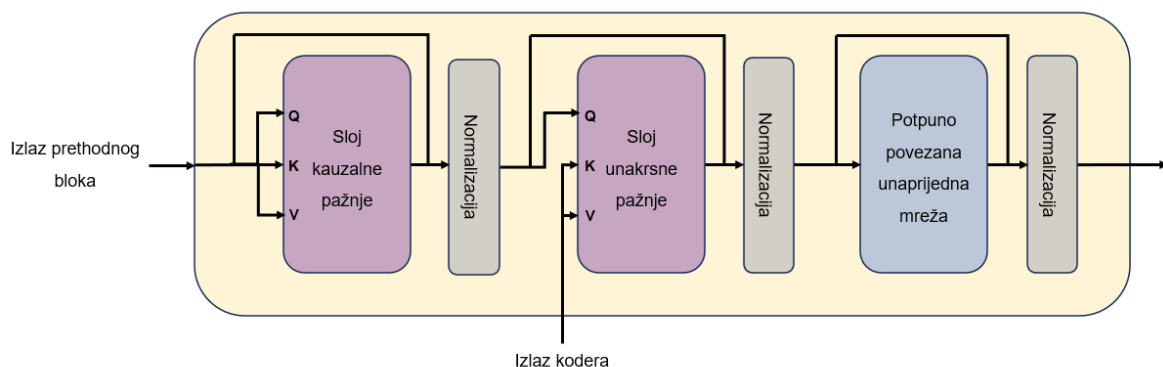 Izlaz prethodnog
bloka
Q
K
V
Sloj
kauzalne
pažnje
Normalizacija
Q
K
V
Sloj
unakrsne
pažnje
Normalizacija
Potpuno
povezana
unaprijedna
mreža
Normalizacija
Izlaz kodera